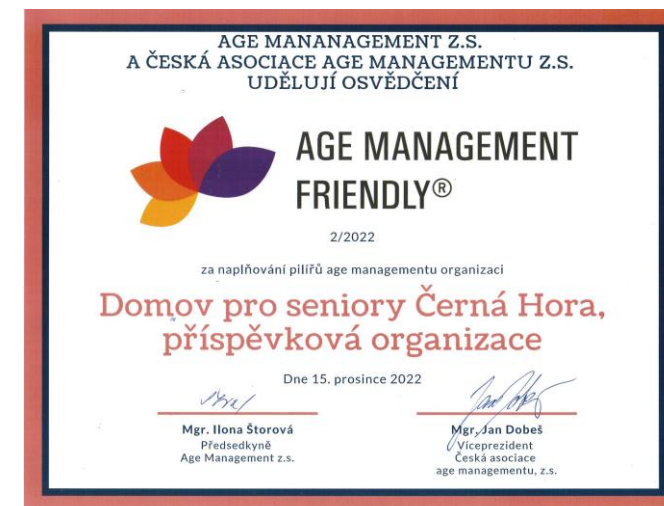 AGE MANANAGEMENT Z.S.
A ČESKÁ ASOCIACE AGE MANAGEMENTU Z.S.
UDĚLUJÍ OSVĚDČENÍ
AGE MANAGEMENT
FRIENDLY®
2/2022
za naplňování pilířů age managementu organizaci
Domov pro seniory Černá Hora,
příspěvková organizace
Dne 15. prosince 2022
Mgr. Ilona Štorová
Předsedkyně
Age Management z.s.
Mgr. Jan Dobeš
Víceprezident
Česká asociace
age managementu, z.s.